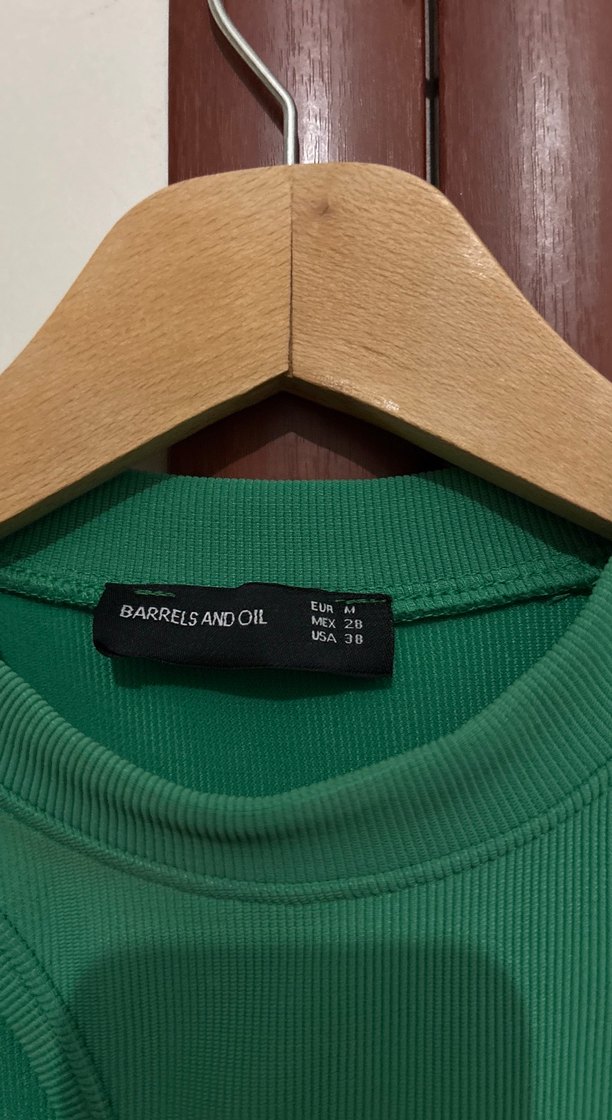 BARRELS AND OIL
EUR M
MEX 28
USA 38